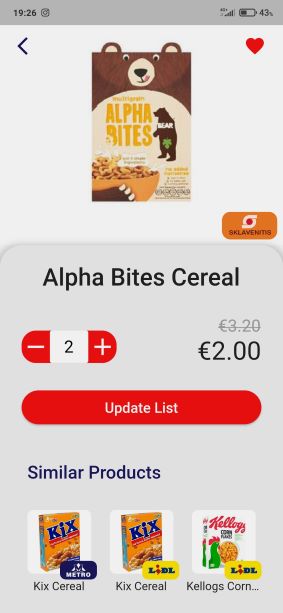 19:26
43%
multigrain
ALPHA
BITES
BEAR
SKLAVENITIS
Alpha Bites Cereal
€3.20
2
€2.00
Update List
Similar Products
KiX
METRO
KiX
LIDL
Kellogg's
CORN
FLAKES
LIDL
Kix Cereal
Kix Cereal
Kellogs Corn...